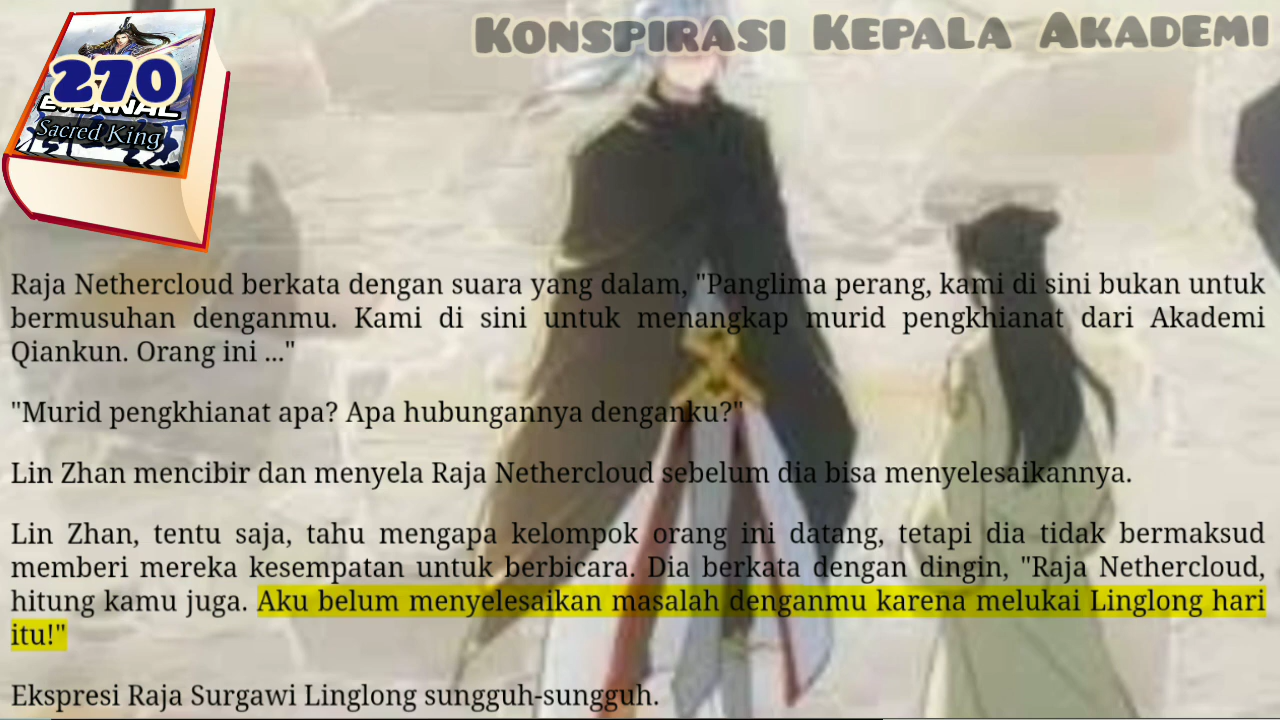 Konspirasi Kepala Akademi
270
ETERNAL
Sacred King
Raja Nethercloud berkata dengan suara yang dalam, "Panglima perang, kami di sini bukan untuk
bermusuhan denganmu. Kami di sini untuk menangkap murid pengkhianat dari Akademi
Qiankun. Orang ini ..."
"Murid pengkhianat apa? Apa hubungannya denganku?"
Lin Zhan mencibir dan menyela Raja Nethercloud sebelum dia bisa menyelesaikannya.
Lin Zhan, tentu saja, tahu mengapa kelompok orang ini datang, tetapi dia tidak bermaksud
memberi mereka kesempatan untuk berbicara. Dia berkata dengan dingin, "Raja Nethercloud,
hitung kamu juga. Aku belum menyelesaikan masalah denganmu karena melukai Linglong hari
itu!"
Ekspresi Raja Surgawi Linglong sungguh-sungguh.